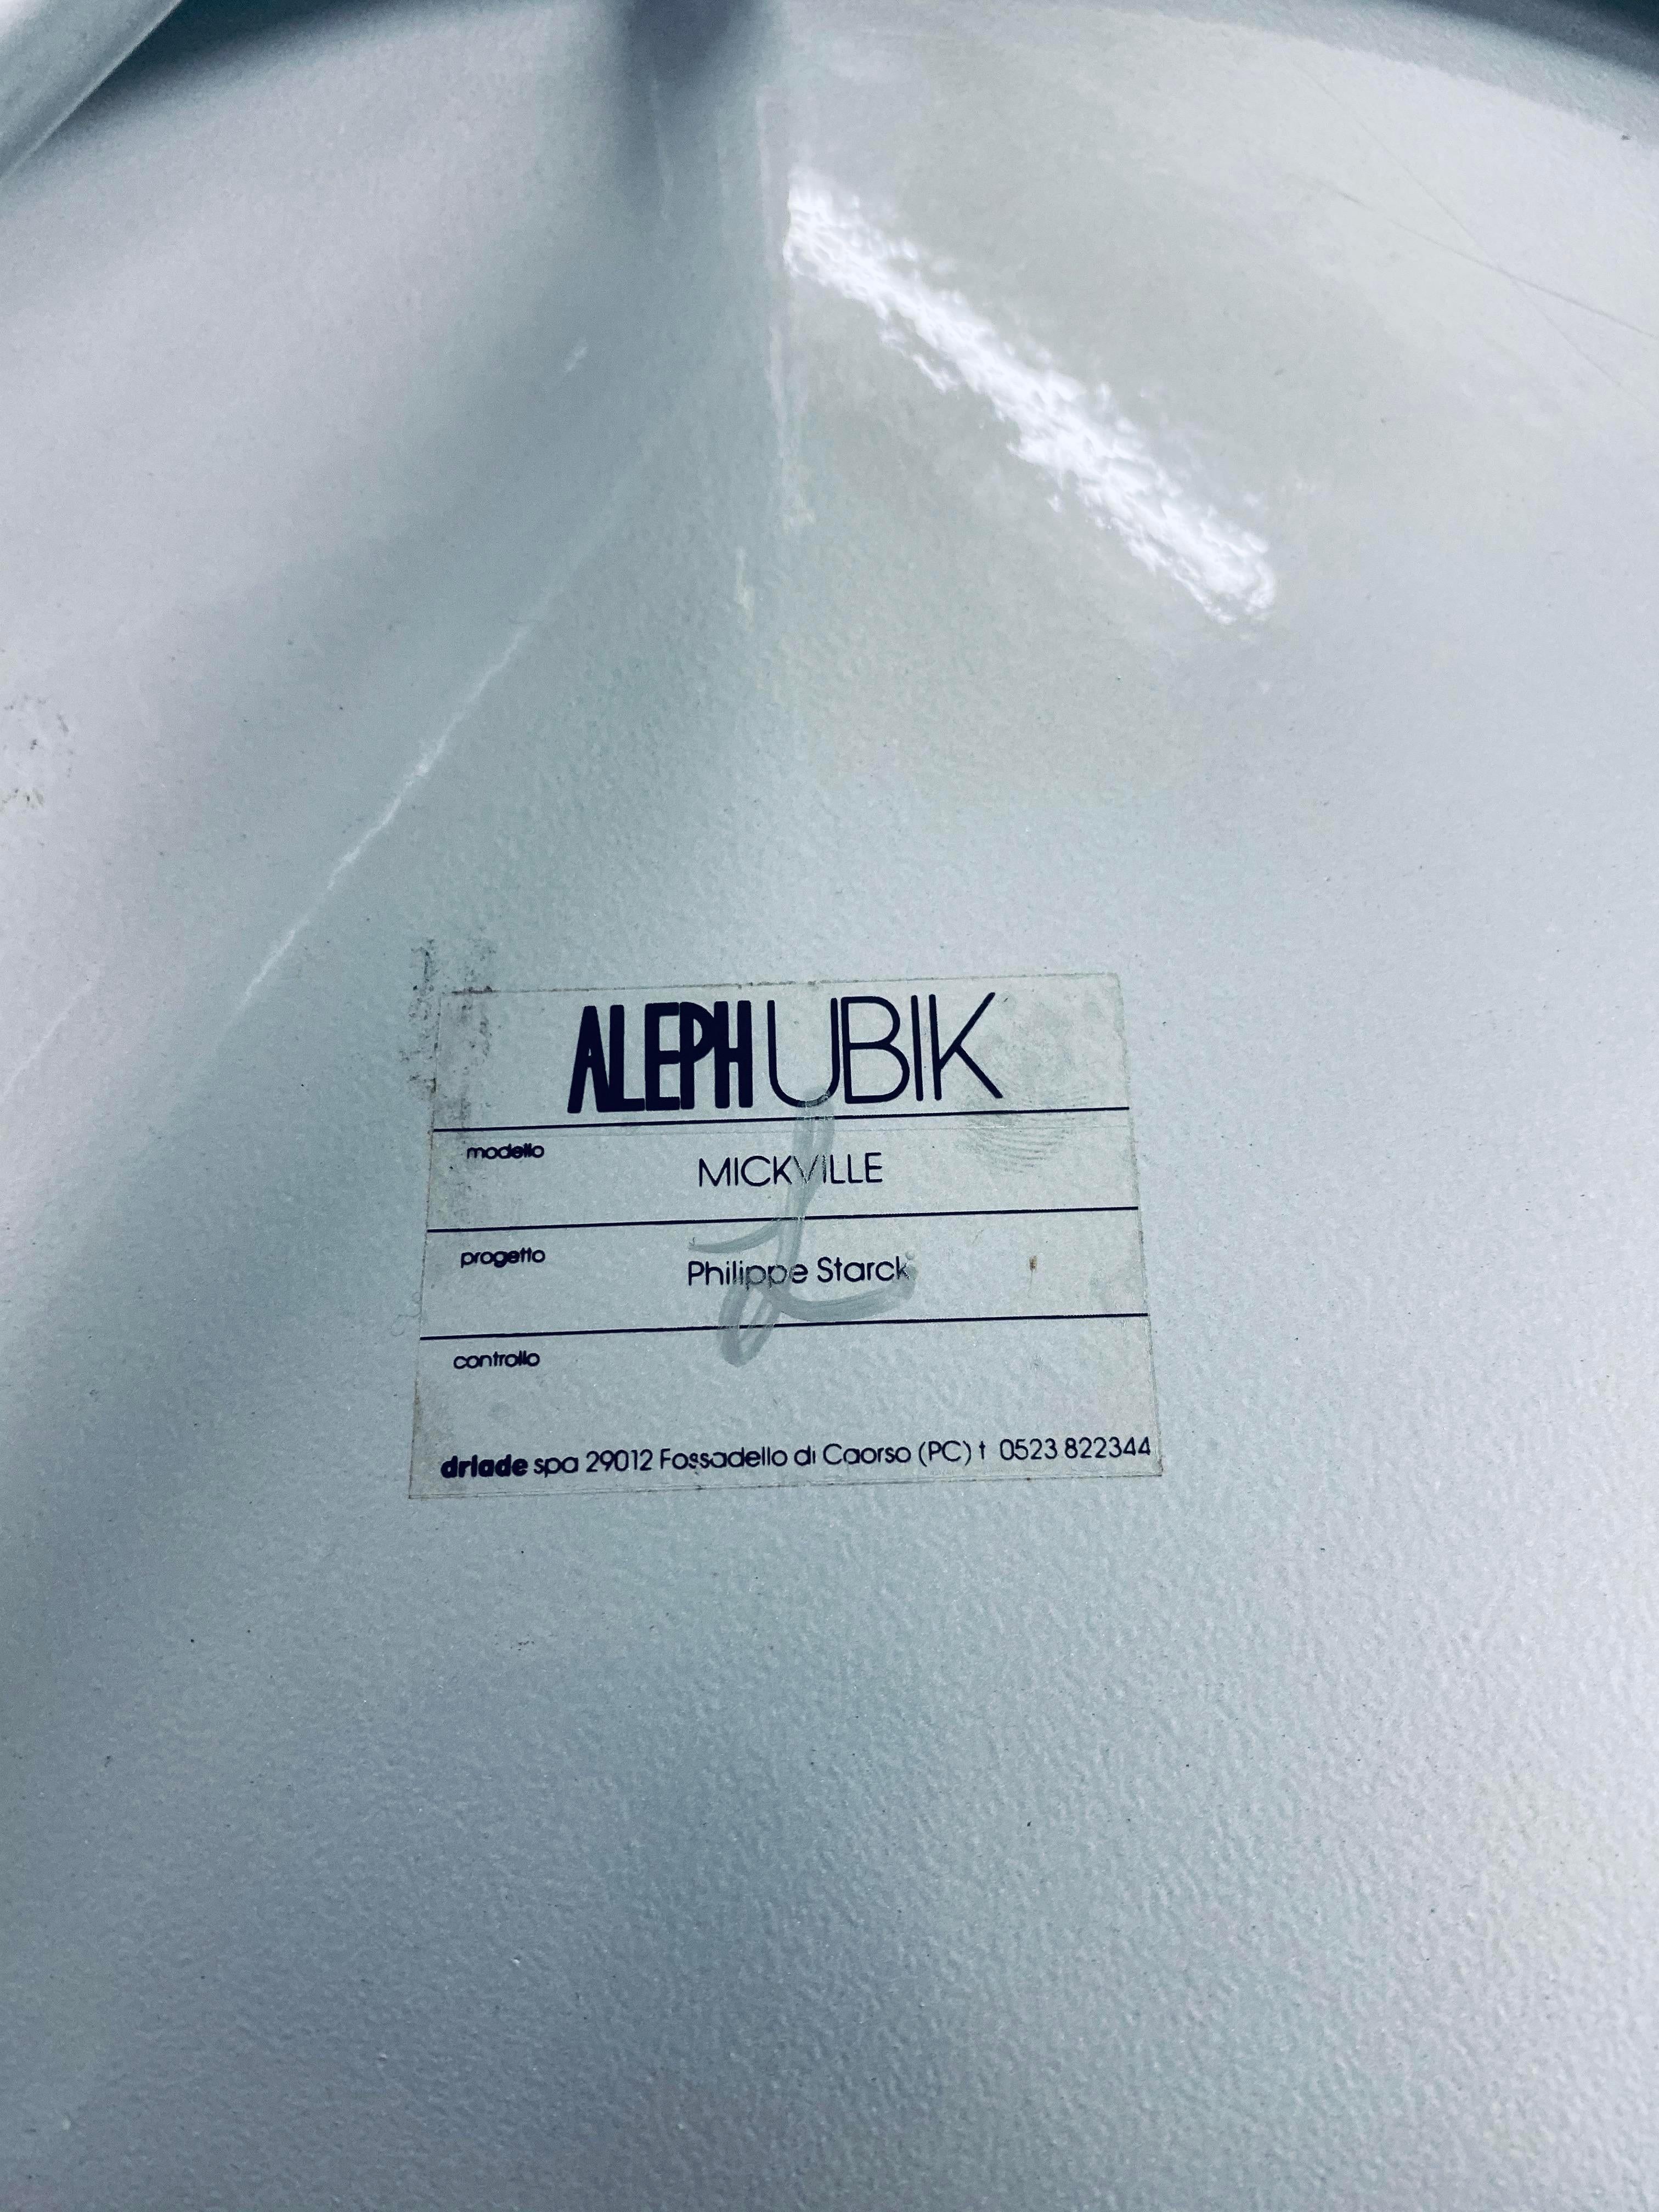 ALEPH UBIK
modello MICKVILLE
progetto Philippe Starck
controllo
driade spa 29012 Fossadello di Caorso (PC) t 0523 822344